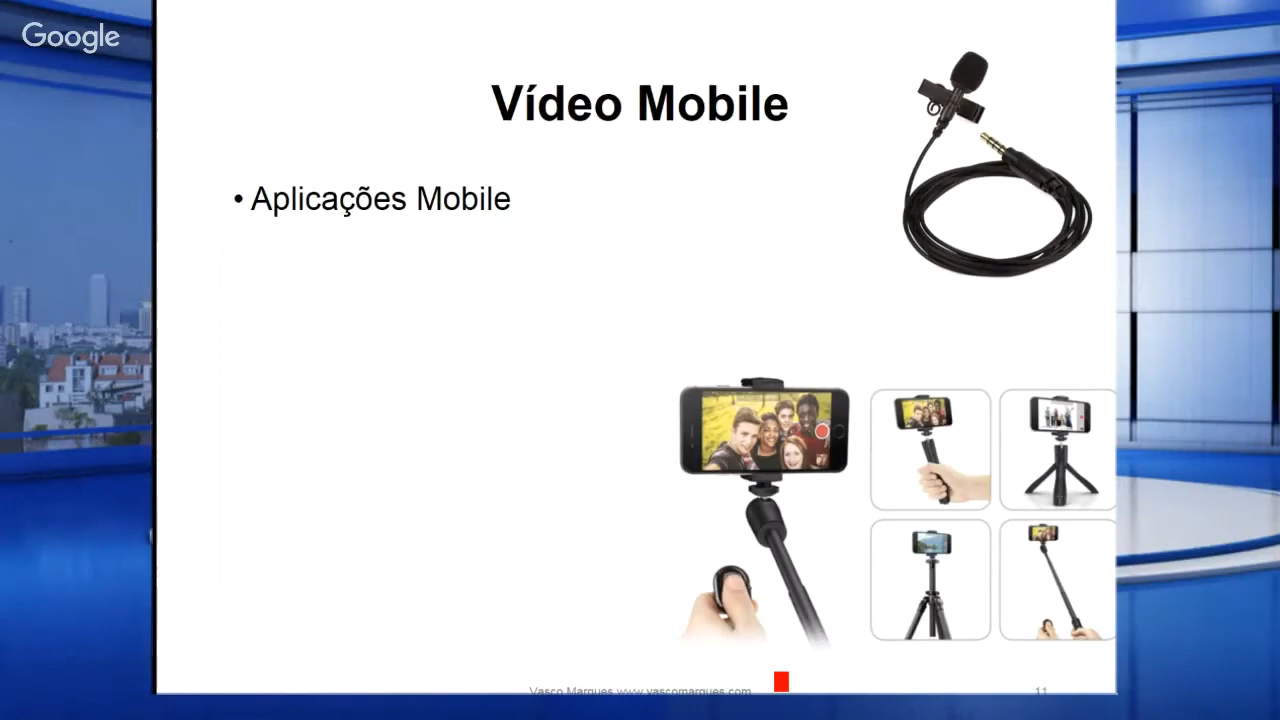 Google
Vídeo Mobile
• Aplicações Mobile
Vasco Marques www.vascomarques.com
11